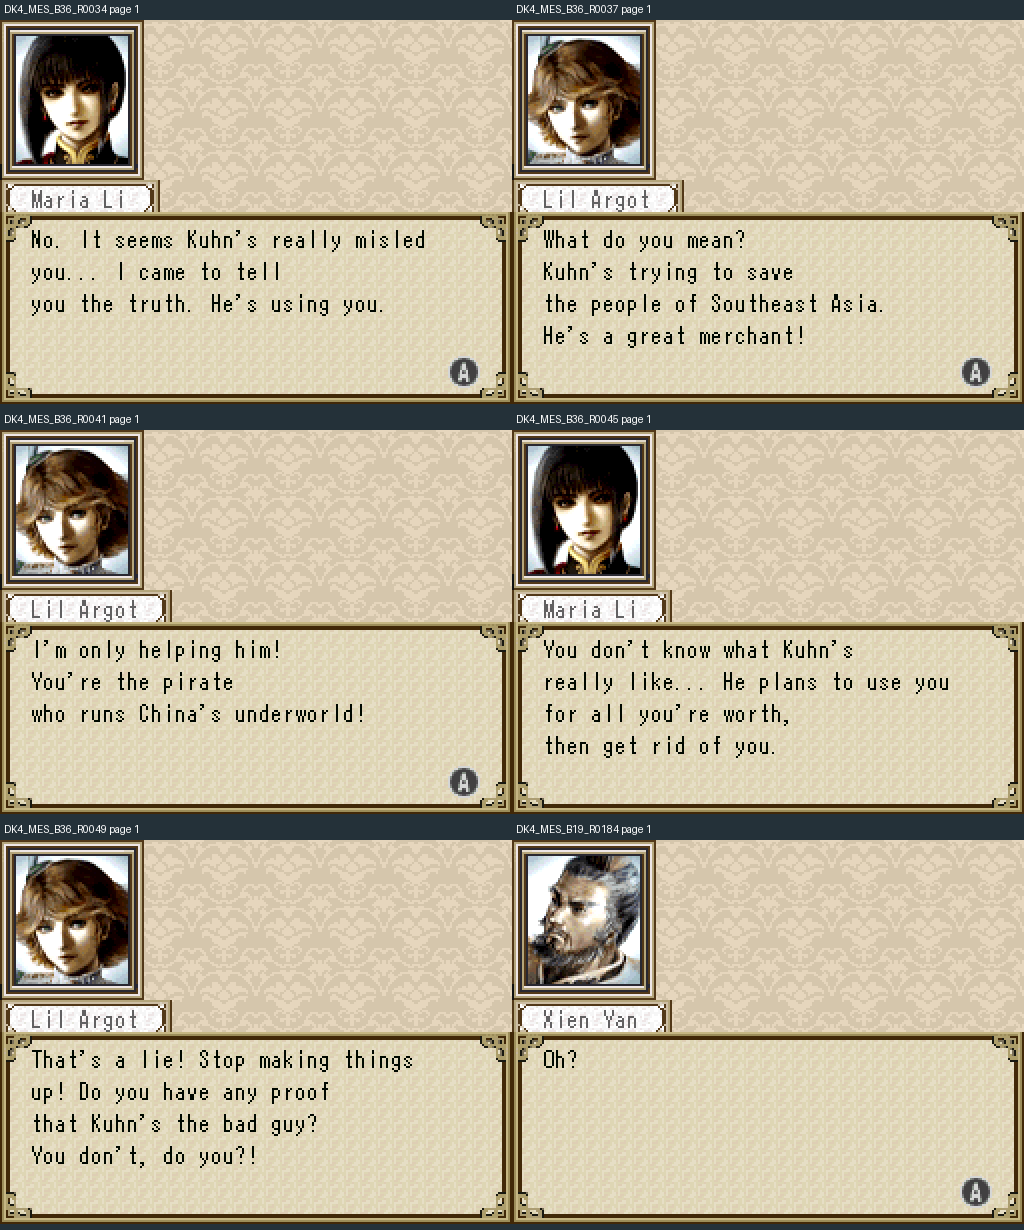 DK4_MES_B36_R0034 page 1
Maria Li
No. It seems Kuhn's really misled
you... I came to tell
you the truth. He's using you.
A
DK4_MES_B36_R0037 page 1
Lil Argot
What do you mean?
Kuhn's trying to save
the people of Southeast Asia.
He's a great merchant!
A
DK4_MES_B36_R0041 page 1
Lil Argot
I'm only helping him!
You're the pirate
who runs China's underworld!
A
DK4_MES_B36_R0045 page 1
Maria Li
You don't know what Kuhn's
really like... He plans to use you
for all you're worth,
then get rid of you.
DK4_MES_B36_R0049 page 1
Lil Argot
That's a lie! Stop making things
up! Do you have any proof
that Kuhn's the bad guy?
You don't, do you?!
DK4_MES_B19_R0184 page 1
Xien Yan
Oh?
A